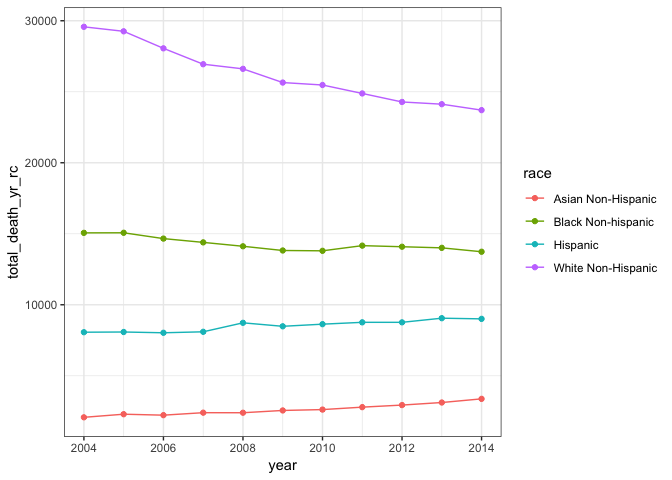 30000
20000
10000
total_death_yr_rc
2004 2006 2008 2010 2012 2014
year
race
Asian Non-Hispanic
Black Non-hispanic
Hispanic
White Non-Hispanic